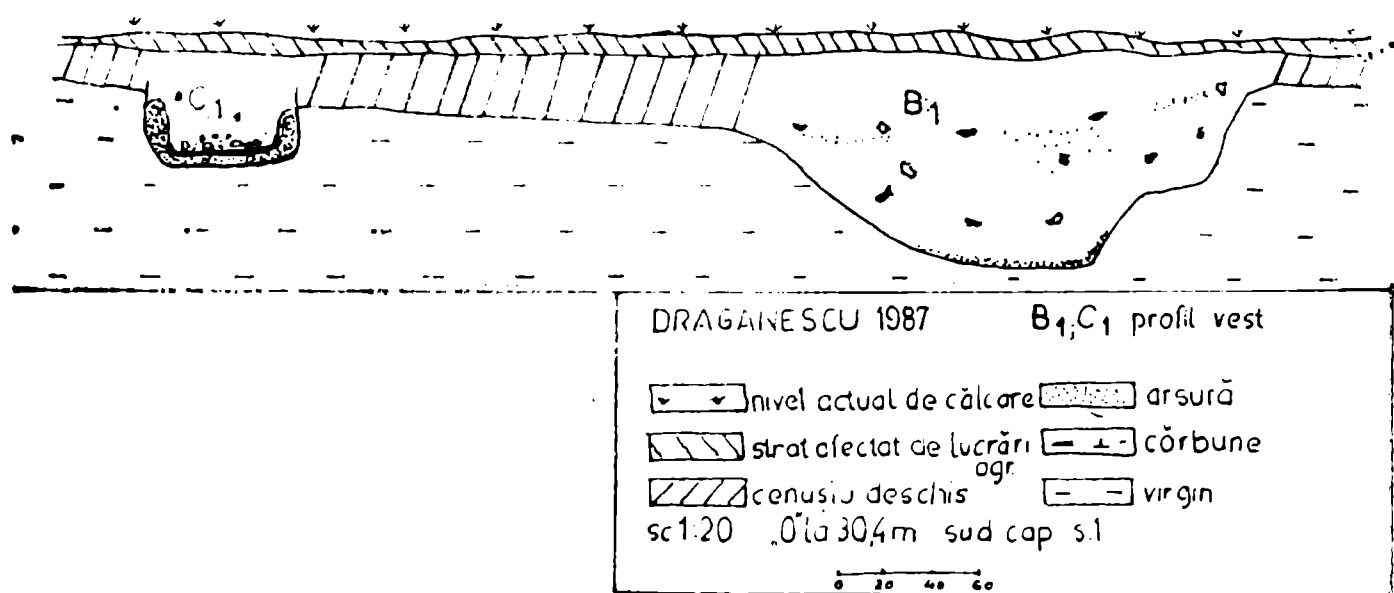 C1
B1
DRAGANESCU 1987 B1,C1 profil vest
nivel actual de călcare
arsură
strat afectat de lucrări agr.
cărbune
cenușiu deschis
virgin
sc 1:20 „0” la 30,4m sud cap s.1
0 20 40 60